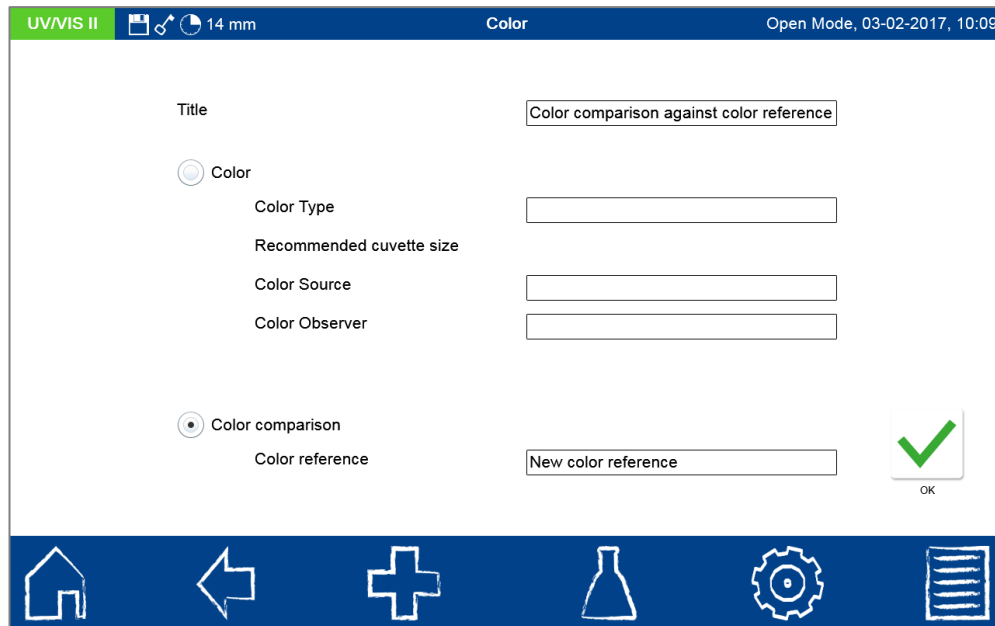 UV/VIS II 14 mm Color Open Mode, 03-02-2017, 10:09
Title Color comparison against color reference
Color
Color Type
Recommended cuvette size
Color Source
Color Observer
Color comparison
Color reference New color reference
OK